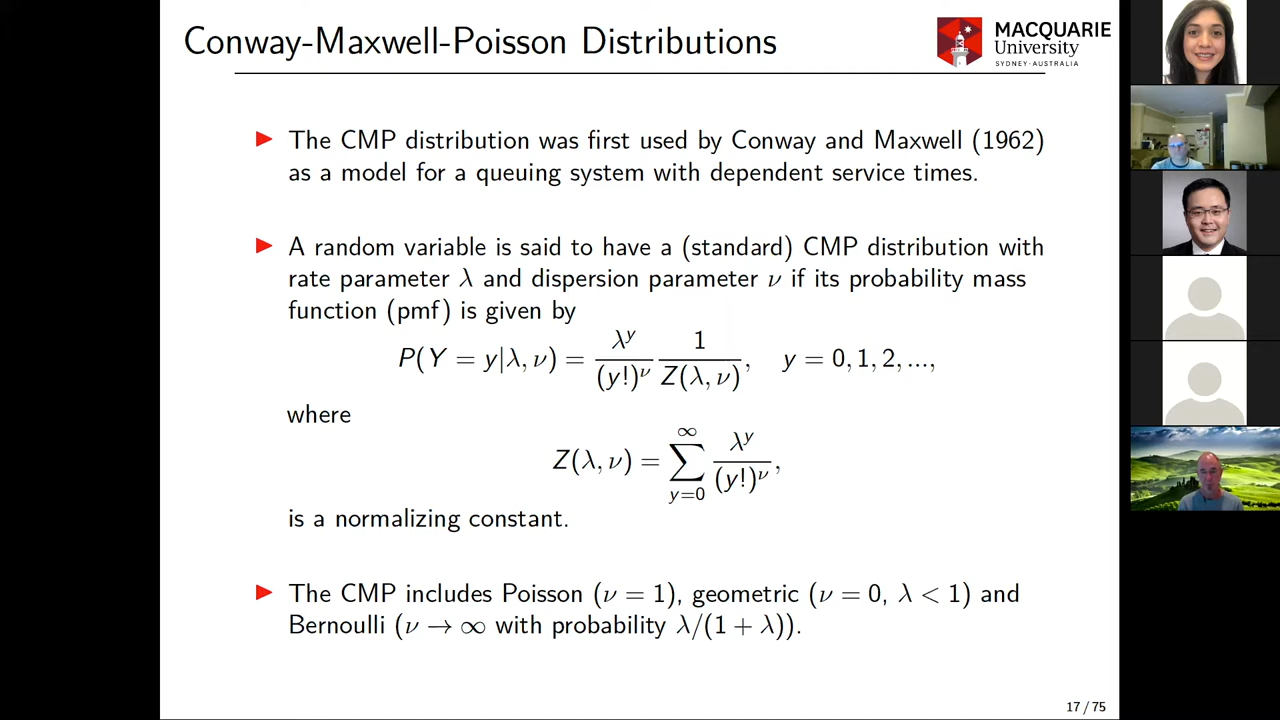 Conway-Maxwell-Poisson Distributions
MACQUARIE
University
SYDNEY·AUSTRALIA
▶ The CMP distribution was first used by Conway and Maxwell (1962)
as a model for a queuing system with dependent service times.
▶ A random variable is said to have a (standard) CMP distribution with
rate parameter λ and dispersion parameter ν if its probability mass
function (pmf) is given by
P(Y = y|λ, ν) = λ^y/(y!)^ν 1/Z(λ, ν), y = 0, 1, 2, ...,
where
Z(λ, ν) = ∑_{y=0}^{∞} λ^y/(y!)^ν,
is a normalizing constant.
▶ The CMP includes Poisson (ν = 1), geometric (ν = 0, λ < 1) and
Bernoulli (ν → ∞ with probability λ/(1 + λ)).
17 / 75